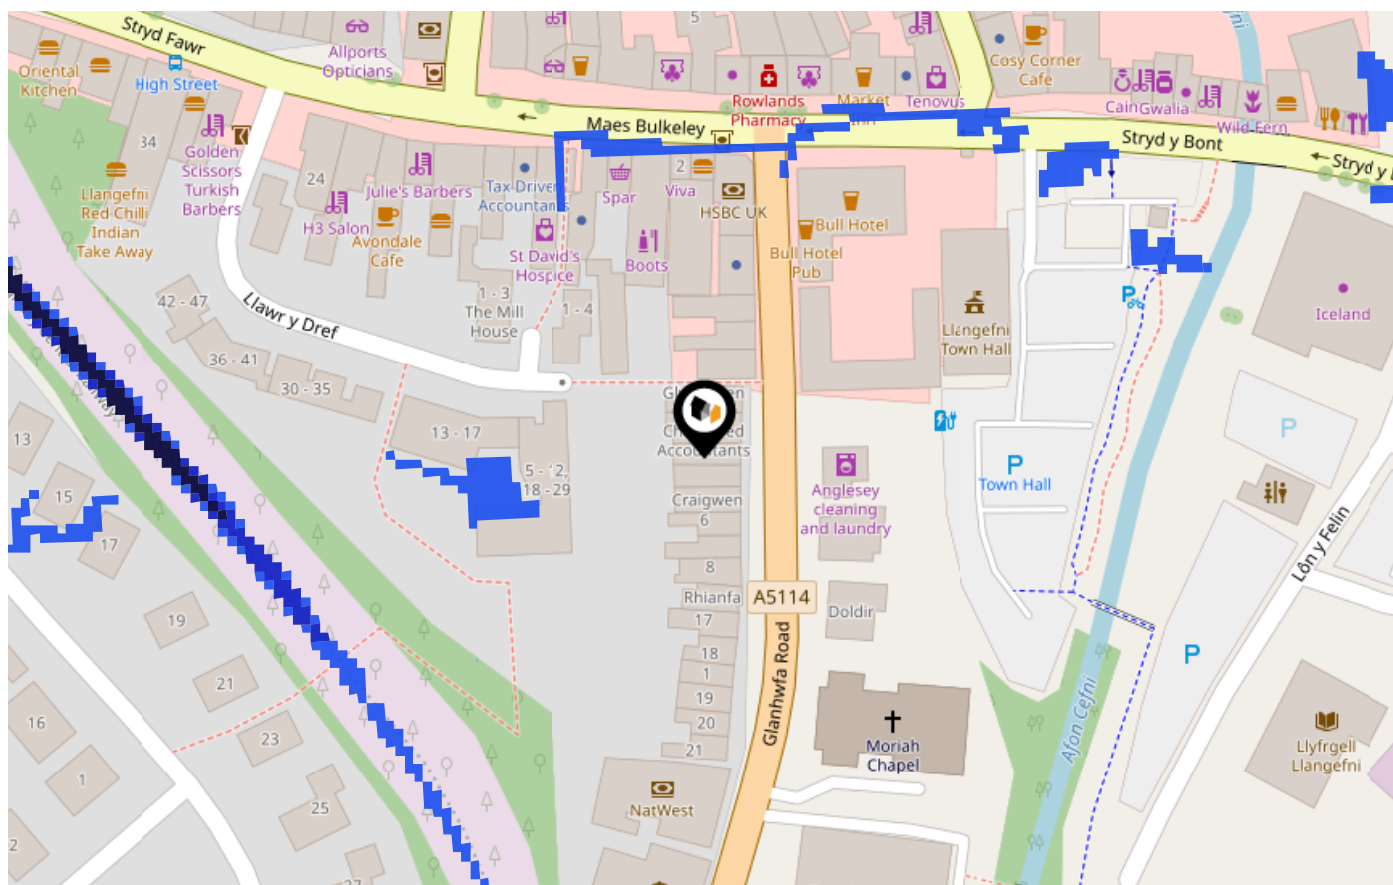 Stryd Fawr
Allports
Opticians
5
Cosy Corner
Cafe
Oriental
Kitchen
High Street
Rowlands
Pharmacy
Market
Inn
Tenovus
Cain
Gwalia
Wild Fern
Maes Bulkeley
Stryd y Bont
Stryd y
34
Golden
Scissors
Turkish
Barbers
24
Julie's Barbers
Tax Driver
Accountants
Spar
2
Viva
HSBC UK
Llangefni
Red Chilli
Indian
Take Away
H3 Salon
Avondale
Cafe
St David's
Hospice
Boots
Bull Hotel
Bull Hotel
Pub
42 - 47
Llawr y Dref
1 - 3
The Mill
House
1 - 4
P
Llangefni
Town Hall
Iceland
36 - 41
30 - 35
13
13 - 17
Accountants
P
15
5 - 12,
18 - 29
Craigwen
6
Anglesey
cleaning
and laundry
P
Town Hall
17
8
Rhianfa
A5114
Lôn y Felin
19
17
Doldir
18
1
P
21
19
Glanhwfa Road
Afon Cefni
16
20
Moriah
Chapel
Llyfrgell
Llangefni
23
21
1
25
NatWest
2
27